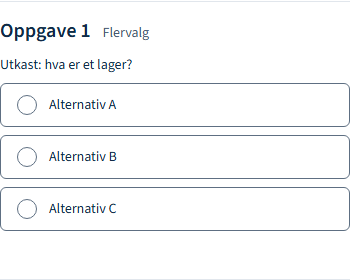 Oppgave 1 Flervalg
Utkast: hva er et lager?
Alternativ A
Alternativ B
Alternativ C